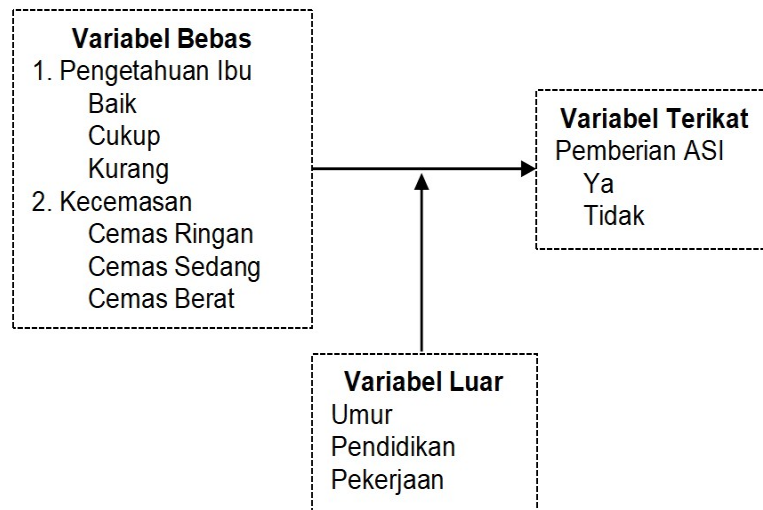 Variabel Bebas
1. Pengetahuan Ibu
Baik
Cukup
Kurang
2. Kecemasan
Cemas Ringan
Cemas Sedang
Cemas Berat
Variabel Terikat
Pemberian ASI
Ya
Tidak
Variabel Luar
Umur
Pendidikan
Pekerjaan